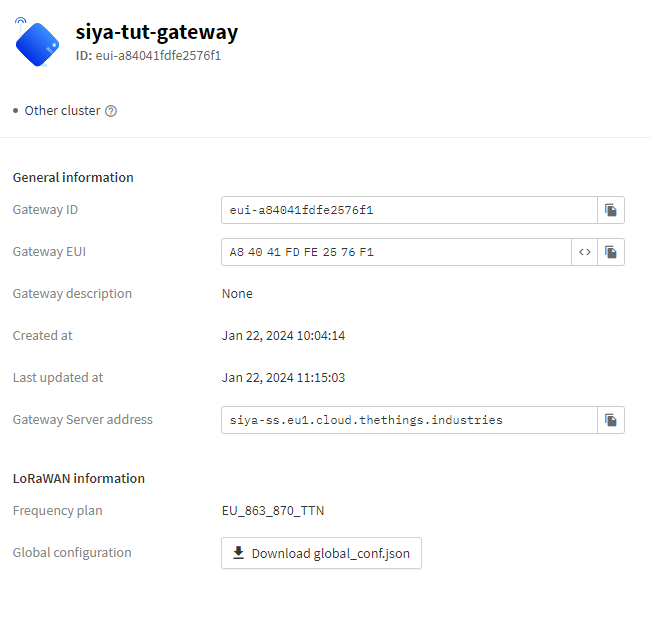 siya-tut-gateway
ID: eui-a84041fdfe2576f1
• Other cluster
General information
Gateway ID eui-a84041fdfe2576f1
Gateway EUI A8 40 41 FD FE 25 76 F1 <>
Gateway description None
Created at Jan 22, 2024 10:04:14
Last updated at Jan 22, 2024 11:15:03
Gateway Server address siya-ss.eu1.cloud.thethings.industries
LoRaWAN information
Frequency plan EU_863_870_TTN
Global configuration Download global_conf.json